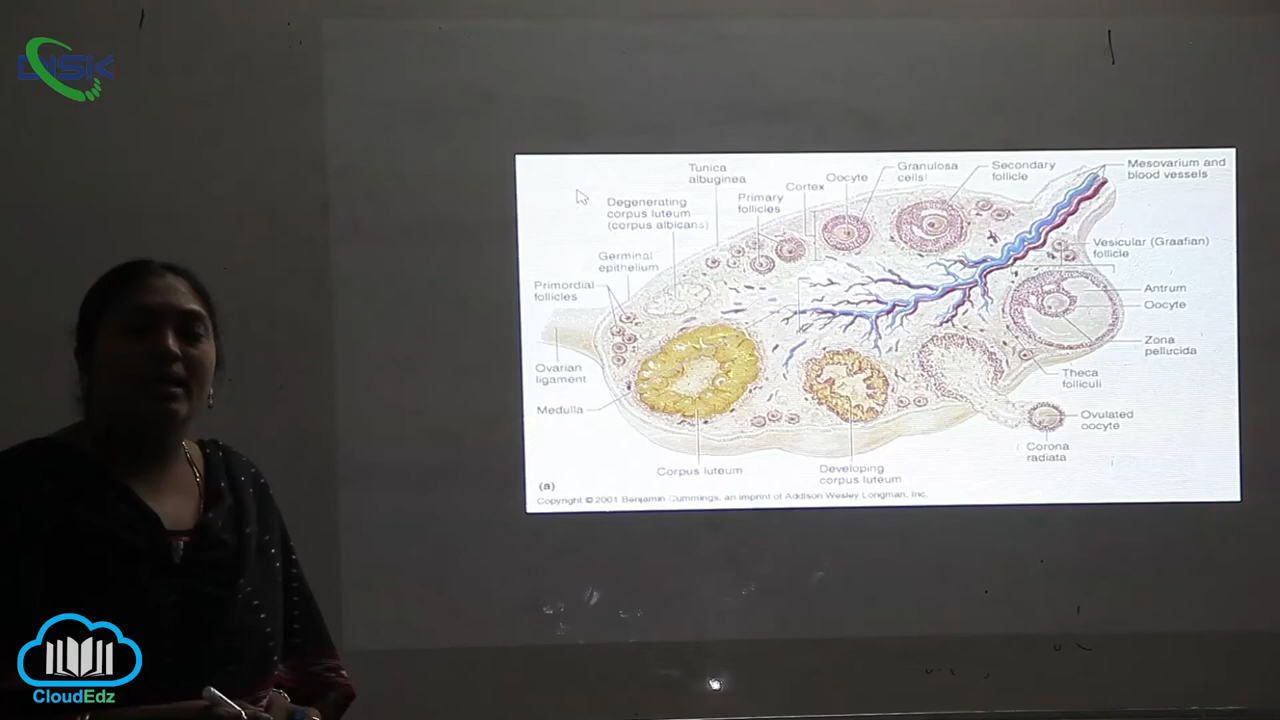 DISK
Tunica
albuginea
Degenerating
corpus luteum
(corpus albicans)
Primary
follicles
Cortex
Oocyte
Granulosa
cells
Secondary
follicle
Mesovarium and
blood vessels
Germinal
epithelium
Primordial
follicles
Vesicular (Graafian)
follicle
Antrum
Oocyte
Zona
pellucida
Ovarian
ligament
Theca
folliculi
Medulla
Ovulated
oocyte
Corona
radiata
Corpus luteum
Developing
corpus luteum
(a)
Copyright © 2001 Benjamin Cummings, an imprint of Addison Wesley Longman, Inc.
CloudEdz